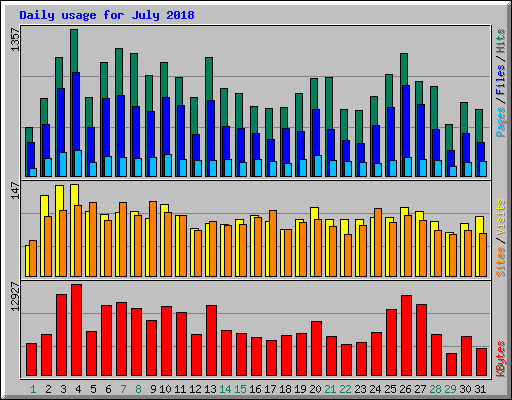 Daily usage for July 2018
1357
Pages / Files / Hits
147
Sites / Visits
12927
KBytes
1 2 3 4 5 6 7 8 9 10 11 12 13 14 15 16 17 18 19 20 21 22 23 24 25 26 27 28 29 30 31